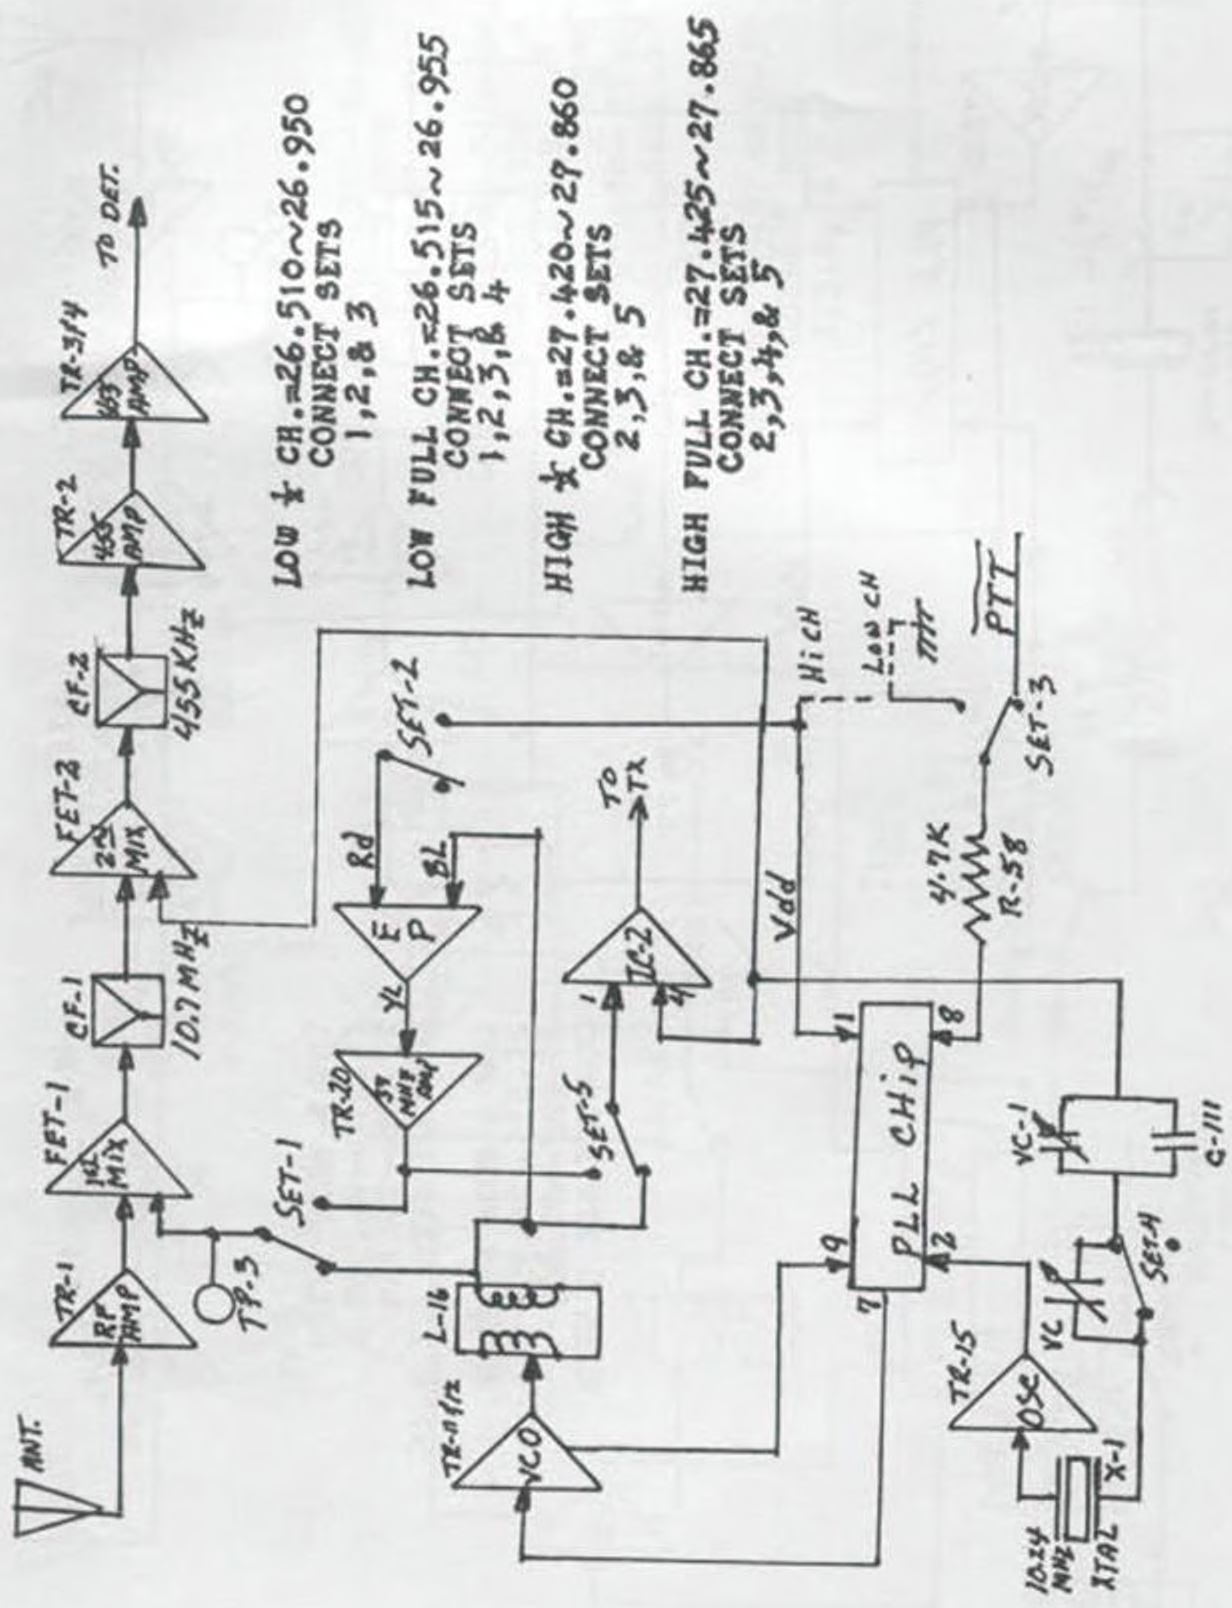 ANT.
TR-1
RF
AMP
FET-1
1st
MIX
CF-1
10.7 MHZ
FET-2
2nd
MIX
CF-2
455 KHZ
TR-2
455
AMP
TR-3/4
455
AMP
TO DET.
TP-3
SET-1
TR-20
AMP
YL
E
P
Rd
BL
SET-2
L-16
TR-11/12
VCO
SET-5
1
4
IC-2
TO
TX
LOW ½ CH.=26.510~26.950
CONNECT SETS
1,2,& 3
LOW FULL CH.=26.515~26.955
CONNECT SETS
1,2,3,& 4
HIGH ½ CH.=27.420~27.860
CONNECT SETS
2,3,& 5
HIGH FULL CH.=27.425~27.865
CONNECT SETS
2,3,4,& 5
Vdd
Hi CH
LOW CH
PTT
SET-3
4.7K
R-58
7
9
1
PLL CHiP
2
8
TR-15
OSC
10.24
MHZ
XTAL
X-1
VC
SET-4
VC-1
C-111